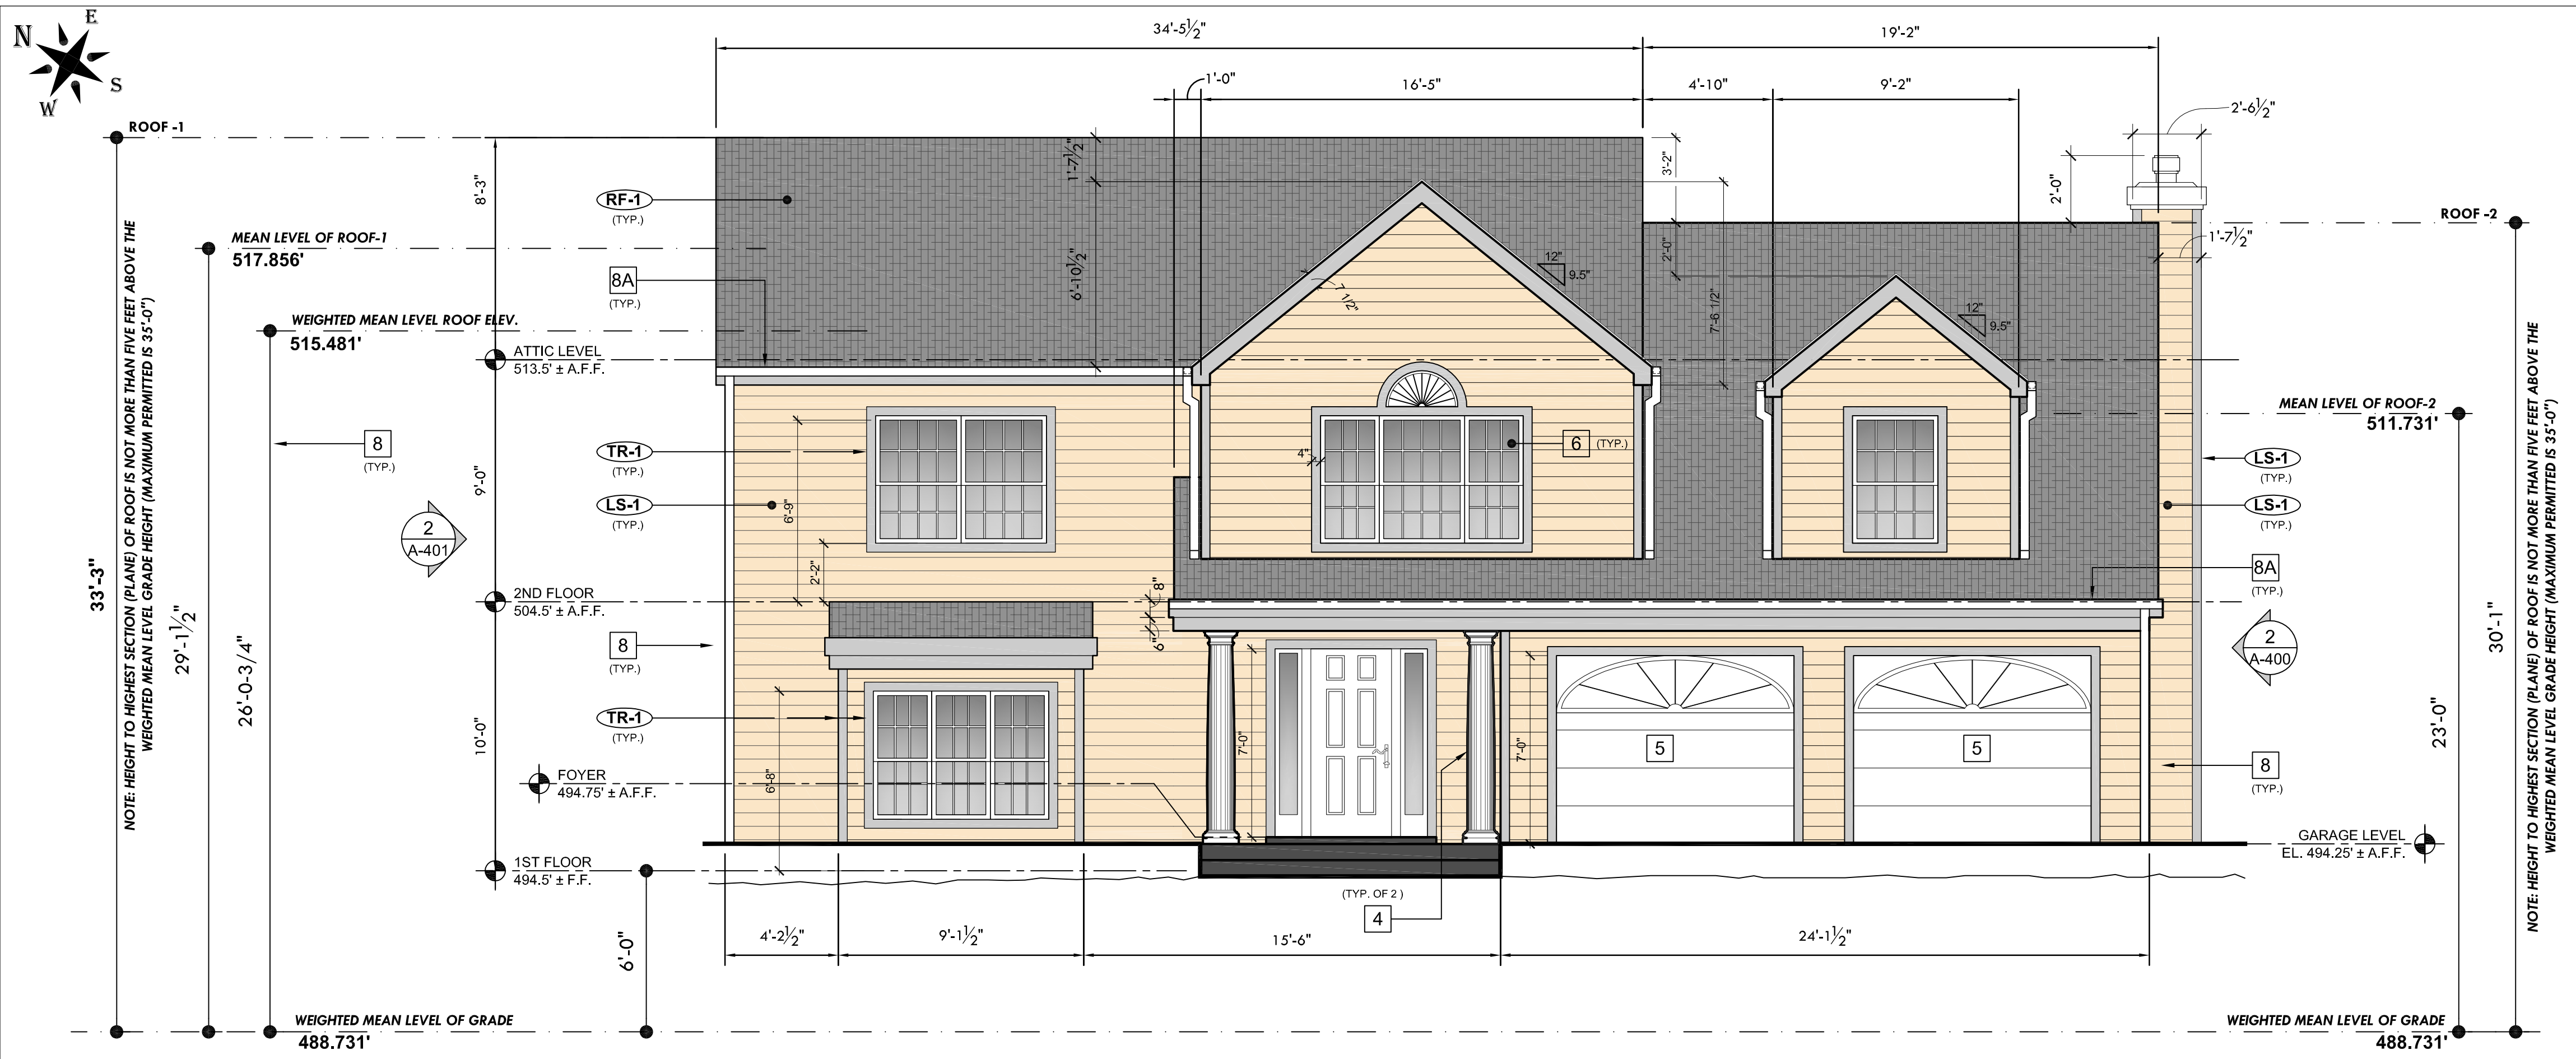 E
N
S
W
34'-5½"
19'-2"
1'-0"
16'-5"
4'-10"
9'-2"
2'-6½"
ROOF -1
1'-7½"
3'-2"
2'-0"
8'-3"
RF-1
(TYP.)
ROOF -2
MEAN LEVEL OF ROOF-1
517.856'
1'-7½"
2'-0"
12"
9.5"
8A
(TYP.)
6'-10½"
7 1/2"
7'-6 1/2"
12"
9.5"
WEIGHTED MEAN LEVEL ROOF ELEV.
515.481'
ATTIC LEVEL
513.5' ± A.F.F.
MEAN LEVEL OF ROOF-2
511.731'
8
(TYP.)
TR-1
(TYP.)
4"
6 (TYP.)
LS-1
(TYP.)
9'-0"
LS-1
(TYP.)
6'-9"
LS-1
(TYP.)
2
A-401
2'-2"
8"
8A
(TYP.)
2ND FLOOR
504.5' ± A.F.F.
6"
8
(TYP.)
2
A-400
33'-3"
NOTE: HEIGHT TO HIGHEST SECTION (PLANE) OF ROOF IS NOT MORE THAN FIVE FEET ABOVE THE
WEIGHTED MEAN LEVEL GRADE HEIGHT (MAXIMUM PERMITTED IS 35'-0")
29'-1½"
26'-0-3/4"
10'-0"
TR-1
(TYP.)
6'-8"
7'-0"
7'-0"
5
5
23'-0"
30'-1"
NOTE: HEIGHT TO HIGHEST SECTION (PLANE) OF ROOF IS NOT MORE THAN FIVE FEET ABOVE THE
WEIGHTED MEAN LEVEL GRADE HEIGHT (MAXIMUM PERMITTED IS 35'-0")
8
(TYP.)
FOYER
494.75' ± A.F.F.
GARAGE LEVEL
EL. 494.25' ± A.F.F.
1ST FLOOR
494.5' ± F.F.
(TYP. OF 2 )
4
6'-0"
4'-2½"
9'-1½"
15'-6"
24'-1½"
WEIGHTED MEAN LEVEL OF GRADE
488.731'
WEIGHTED MEAN LEVEL OF GRADE
488.731'